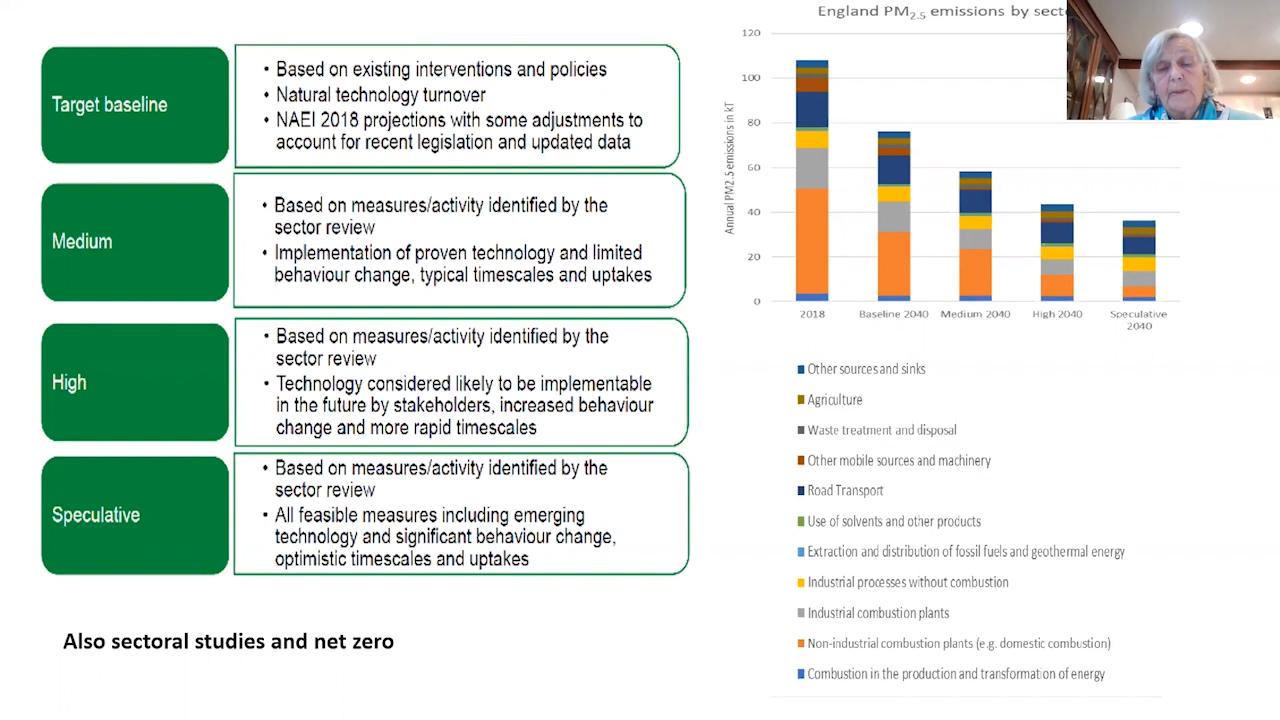 Target baseline
• Based on existing interventions and policies
• Natural technology turnover
• NAEI 2018 projections with some adjustments to
account for recent legislation and updated data
Medium
• Based on measures/activity identified by the
sector review
• Implementation of proven technology and limited
behaviour change, typical timescales and uptakes
High
• Based on measures/activity identified by the
sector review
• Technology considered likely to be implementable
in the future by stakeholders, increased behaviour
change and more rapid timescales
Speculative
• Based on measures/activity identified by the
sector review
• All feasible measures including emerging
technology and significant behaviour change,
optimistic timescales and uptakes
Also sectoral studies and net zero
England PM2.5 emissions by
Annual PM2.5 emissions in kT
120
100
80
60
40
20
0
2018
Baseline 2040
Medium 2040
High 2040
Speculative
2040
Other sources and sinks
Agriculture
Waste treatment and disposal
Other mobile sources and machinery
Road Transport
Use of solvents and other products
Extraction and distribution of fossil fuels and geothermal energy
Industrial processes without combustion
Industrial combustion plants
Non-industrial combustion plants (e.g. domestic combustion)
Combustion in the production and transformation of energy